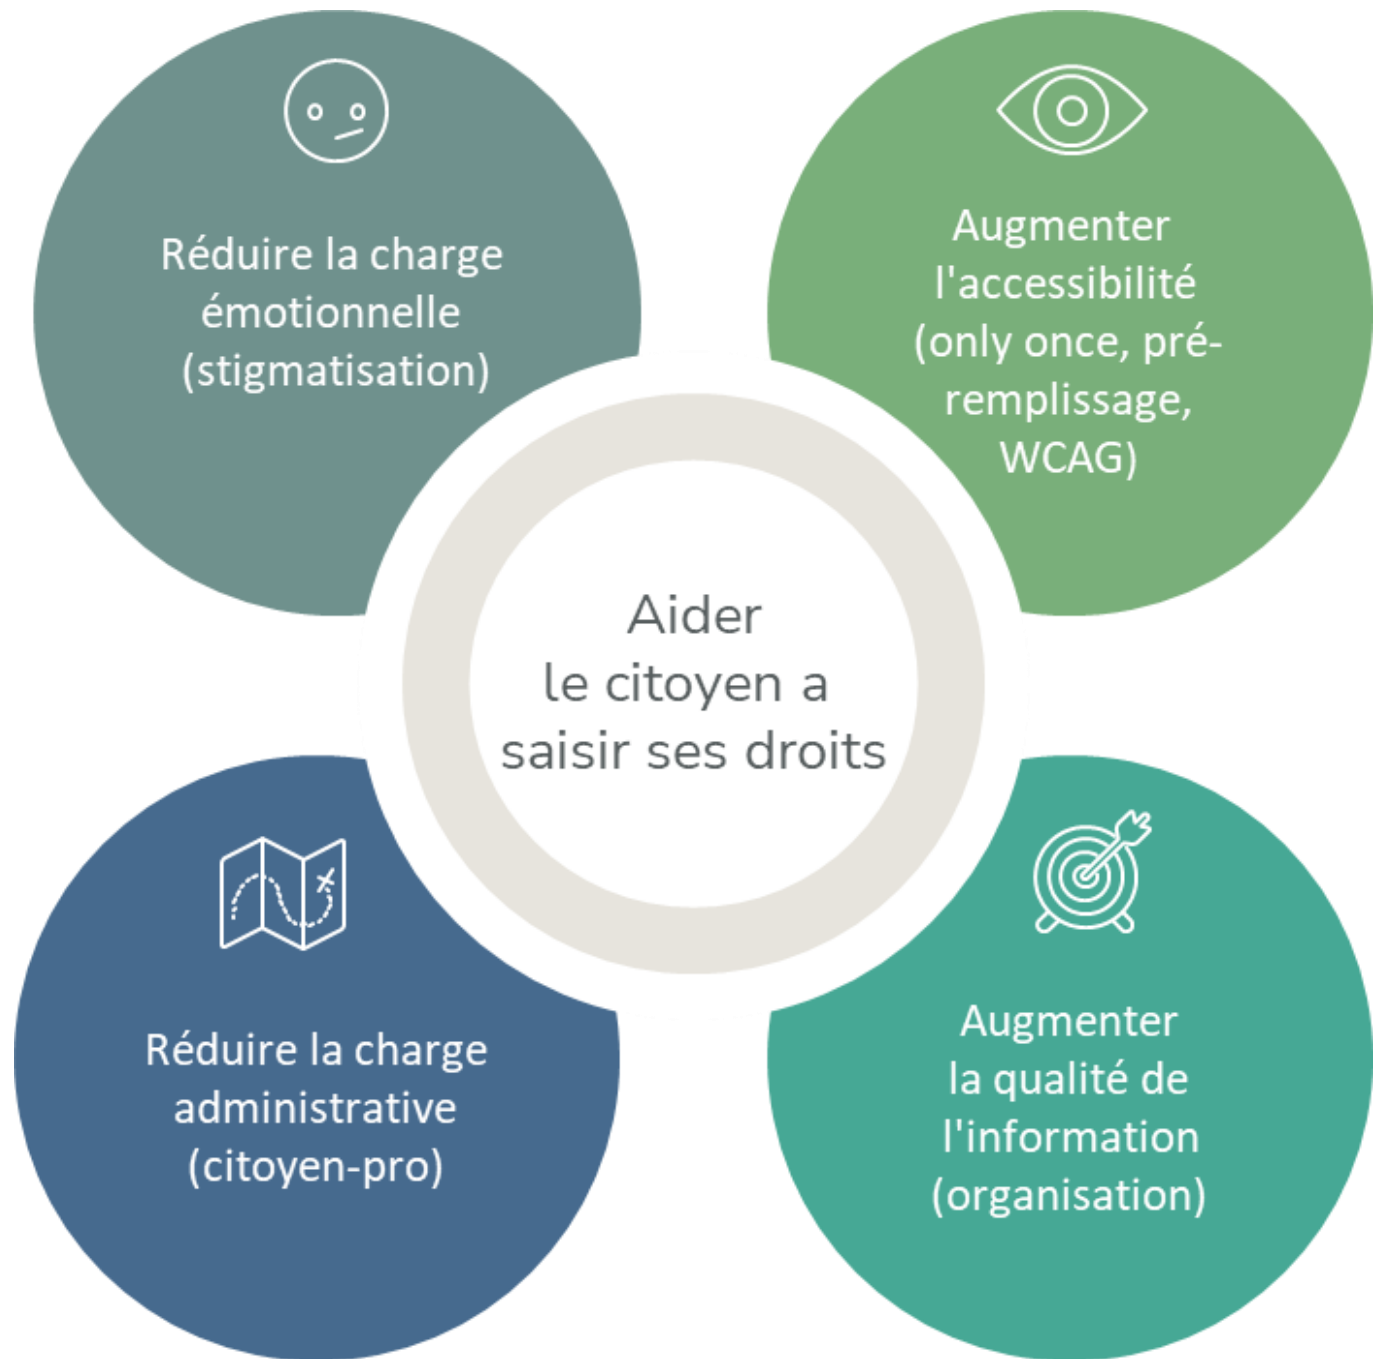 Réduire la charge
émotionnelle
(stigmatisation)
Augmenter
l'accessibilité
(only once, pré-
remplissage,
WCAG)
Aider
le citoyen a
saisir ses droits
Réduire la charge
administrative
(citoyen-pro)
Augmenter
la qualité de
l'information
(organisation)